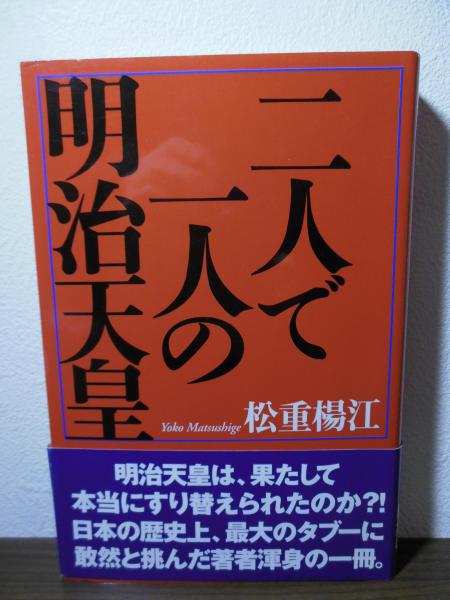 二人で
一人の
明治天皇
Yoko Matsushige 松重楊江
明治天皇は、果たして
本当にすり替えられたのか?!
日本の歴史上、最大のタブーに
敢然と挑んだ著者渾身の一冊。